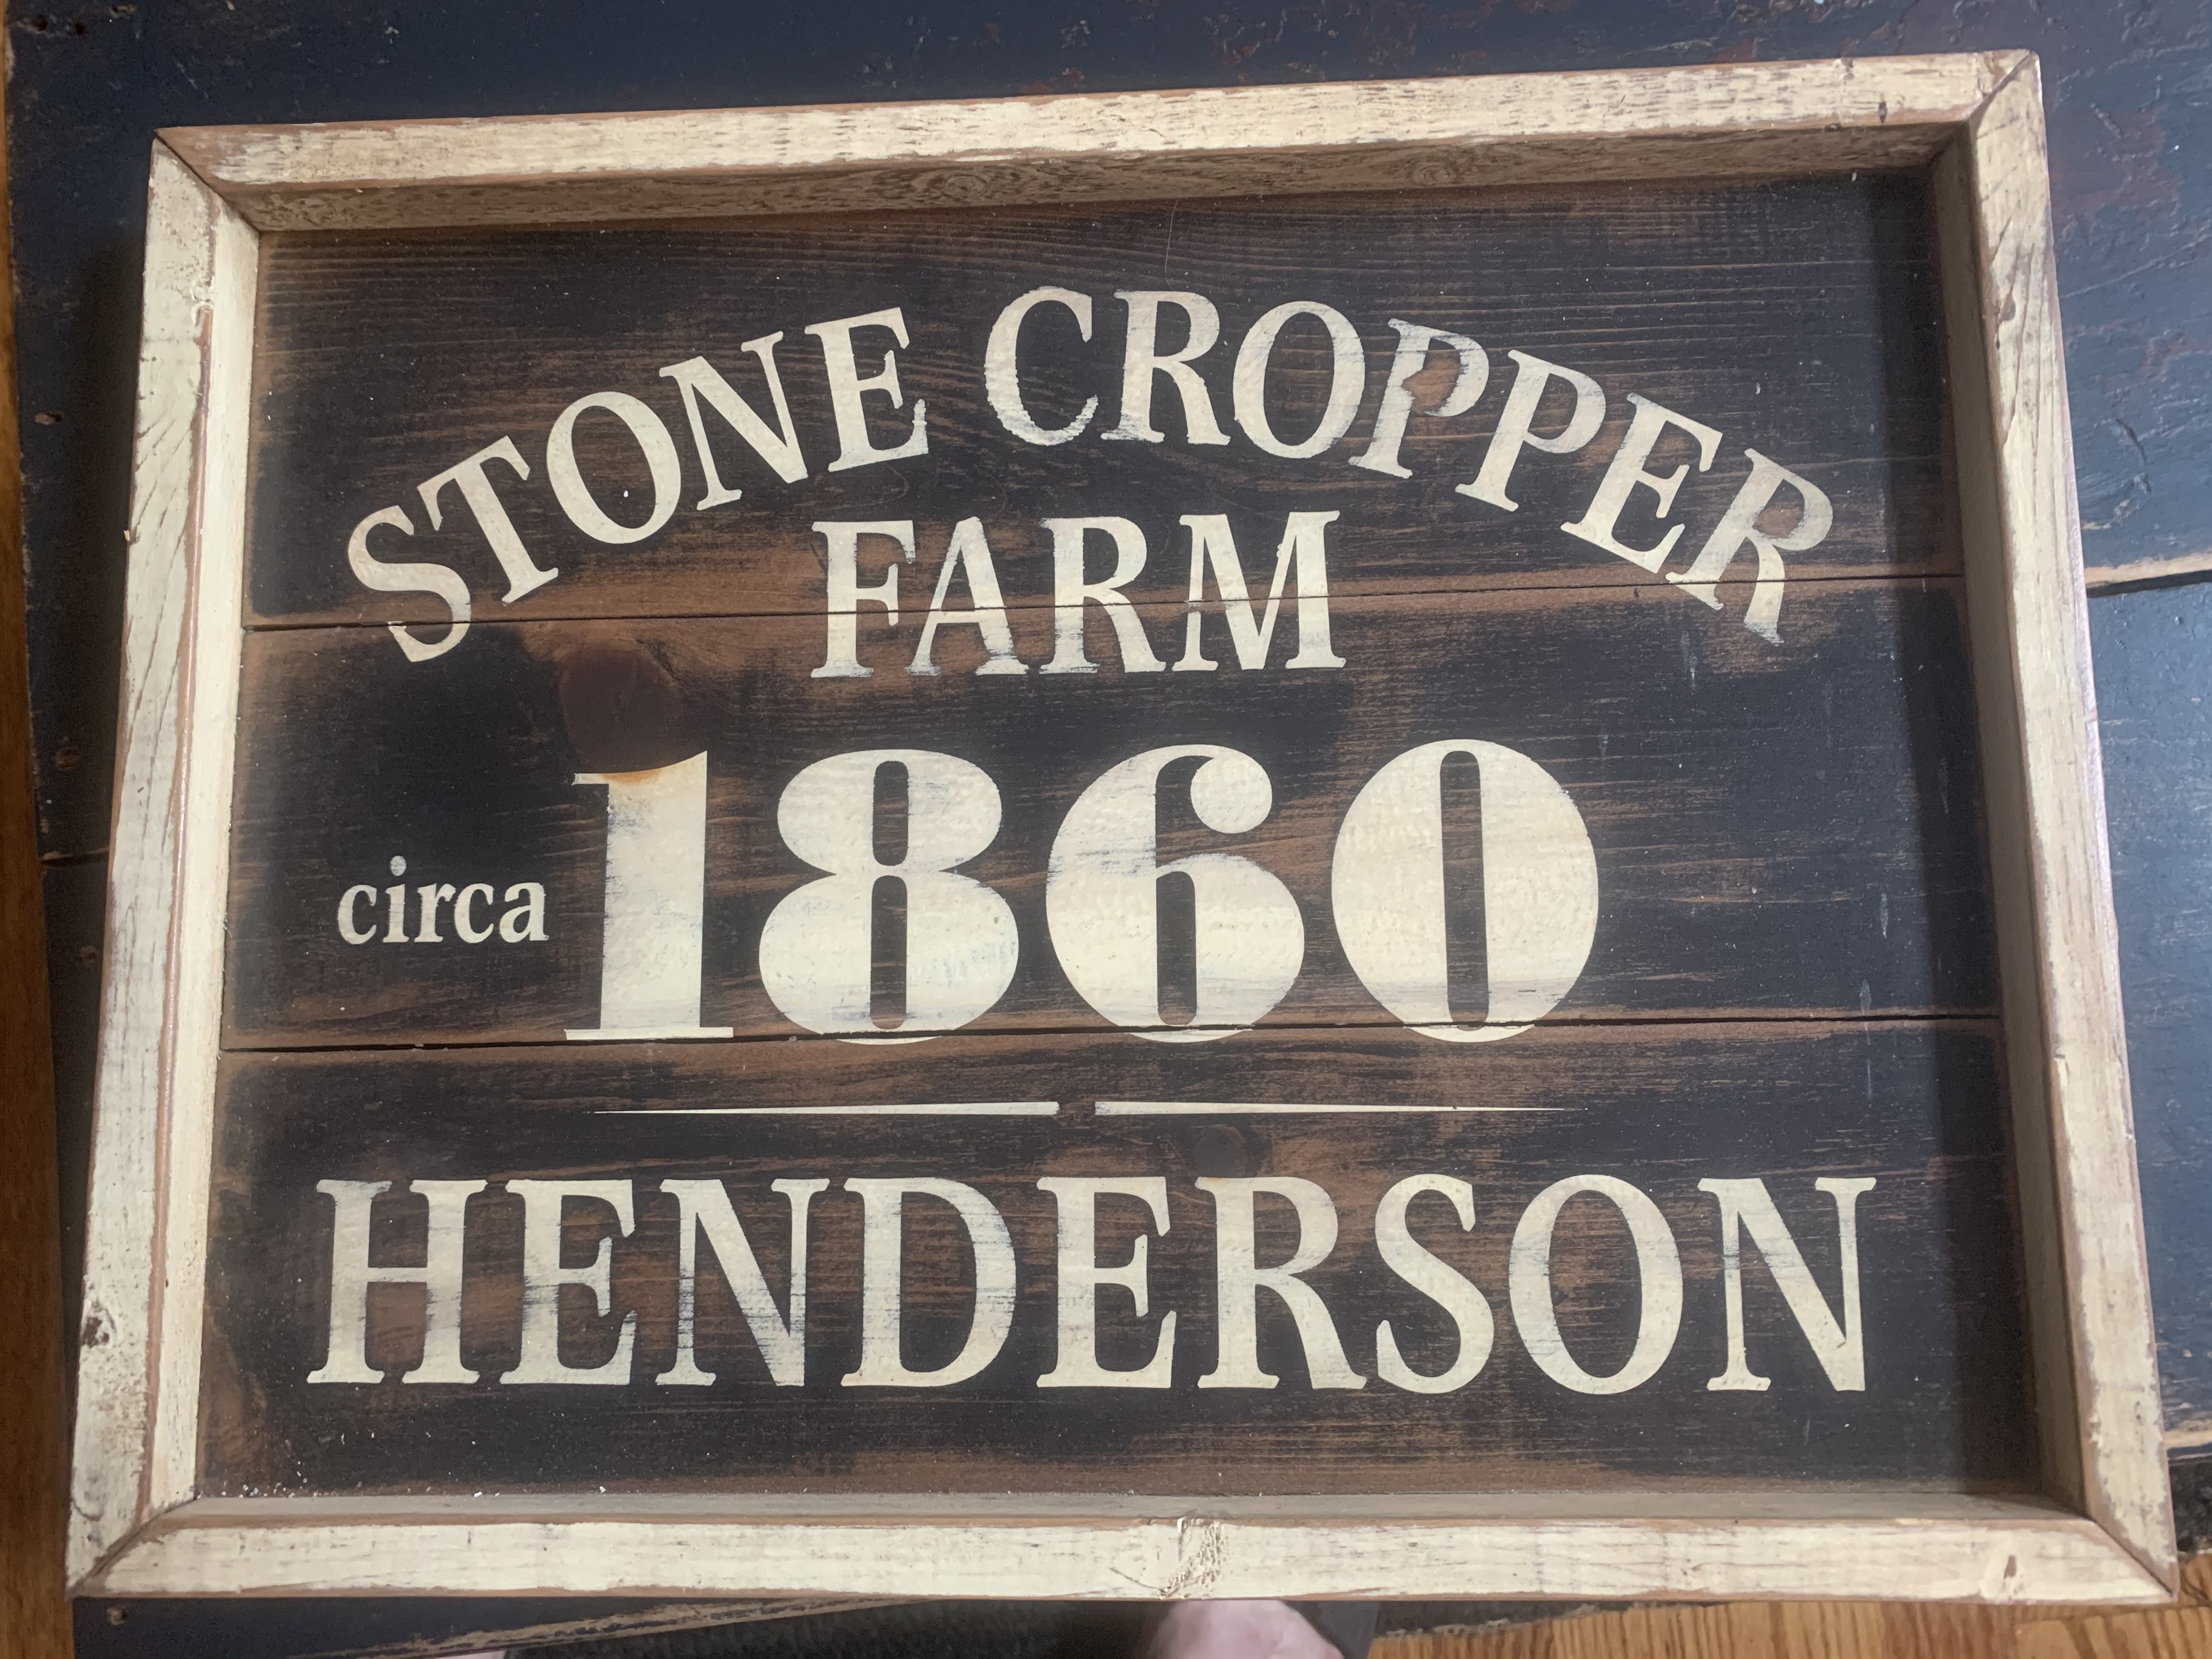 STONE CROPPER
FARM
circa 1860
HENDERSON